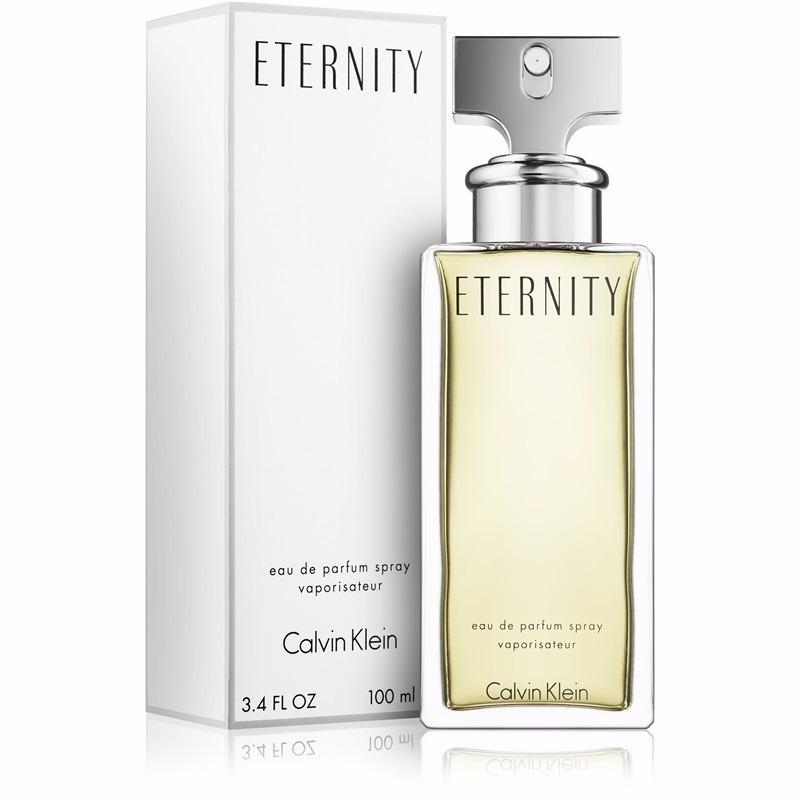 ETERNITY
eau de parfum spray
vaporisateur
Calvin Klein
3.4 FL OZ 100 ml
ETERNITY
eau de parfum spray
vaporisateur
Calvin Klein